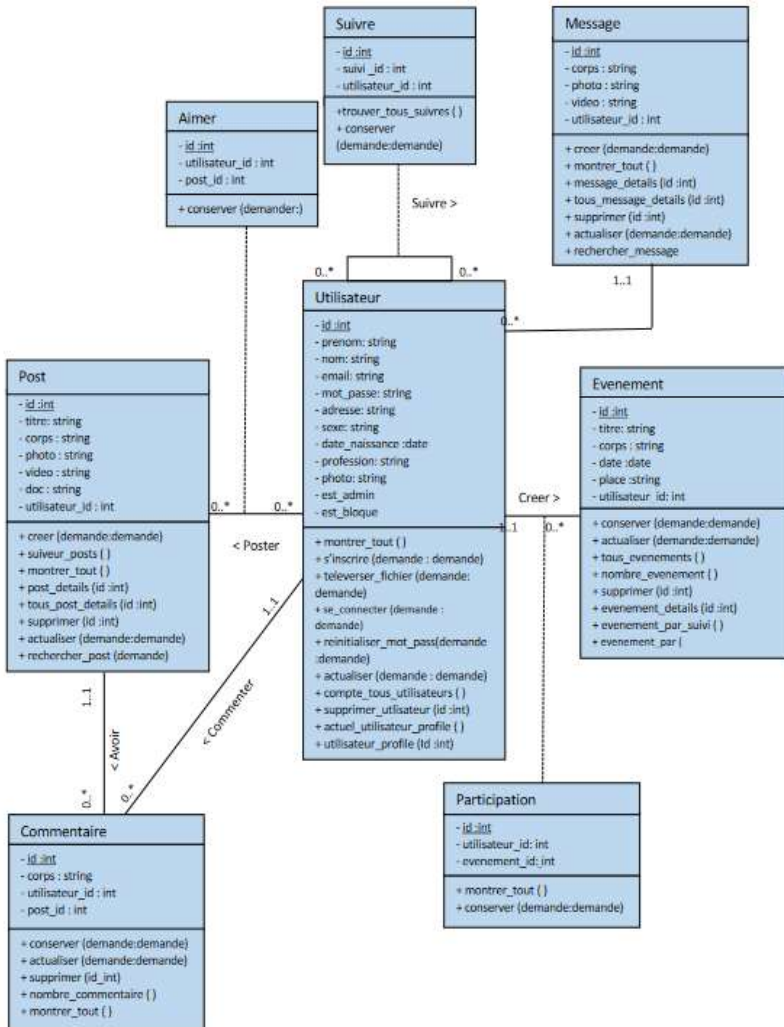 Suivre
- id :int
- suivi _id : int
- utilisateur_id : int
+trouver_tous_suivres ( )
+ conserver
(demande:demande)
Message
- id :int
- corps : string
- photo : string
- video : string
- utilisateur_id : int
+ creer (demande:demande)
+ montrer_tout ( )
+ message_details (id :int)
+ tous_message_details (id :int)
+ supprimer (id :int)
+ actualiser (demande:demande)
+ rechercher_message
Aimer
- id :int
- utilisateur_id : int
- post_id : int
+ conserver (demander:)
Suivre >
0..*
0..*
1..1
0..*
Utilisateur
- id :int
- prenom: string
- nom: string
- email: string
- mot_passe: string
- adresse: string
- sexe: string
- date_naissance :date
- profession: string
- photo: string
- est_admin
- est_bloque
+ montrer_tout ( )
+ s'inscrire (demande : demande)
+ televerser_fichier (demande:
demande)
+ se_connecter (demande :
demande)
+ reinitialiser_mot_pass(demande
:demande)
+ actualiser (demande : demande)
+ compte_tous_utilisateurs ( )
+ supprimer_utlisateur (id :int)
+ actuel_utilisateur_profile ( )
+ utilisateur_profile (Id :int)
Post
- id :int
- titre: string
- corps : string
- photo : string
- video : string
- doc : string
- utilisateur_id : int
+ creer (demande:demande)
+ suiveur_posts ( )
+ montrer_tout ( )
+ post_details (id :int)
+ tous_post_details (id :int)
+ supprimer (id :int)
+ actualiser (demande:demande)
+ rechercher_post (demande)
0..*
0..*
< Poster
Evenement
- id :int
- titre: string
- corps : string
- date :date
- place :string
- utilisateur_id: int
+ conserver (demande:demande)
+ actualiser (demande:demande)
+ tous_evenements ( )
+ nombre_evenement ( )
+ supprimer (id :int)
+ evenement_details (id :int)
+ evenement_par_suivi ( )
+ evenement_par (
Creer >
1..1
0..*
1..1
< Commenter
0..*
1..1
< Avoir
0..*
Commentaire
- id :int
- corps : string
- utilisateur_id : int
- post_id : int
+ conserver (demande:demande)
+ actualiser (demande:demande)
+ supprimer (id_int)
+ nombre_commentaire ( )
+ montrer_tout ( )
Participation
- id :int
- utilisateur_id: int
- evenement_id: int
+ montrer_tout ( )
+ conserver (demande:demande)